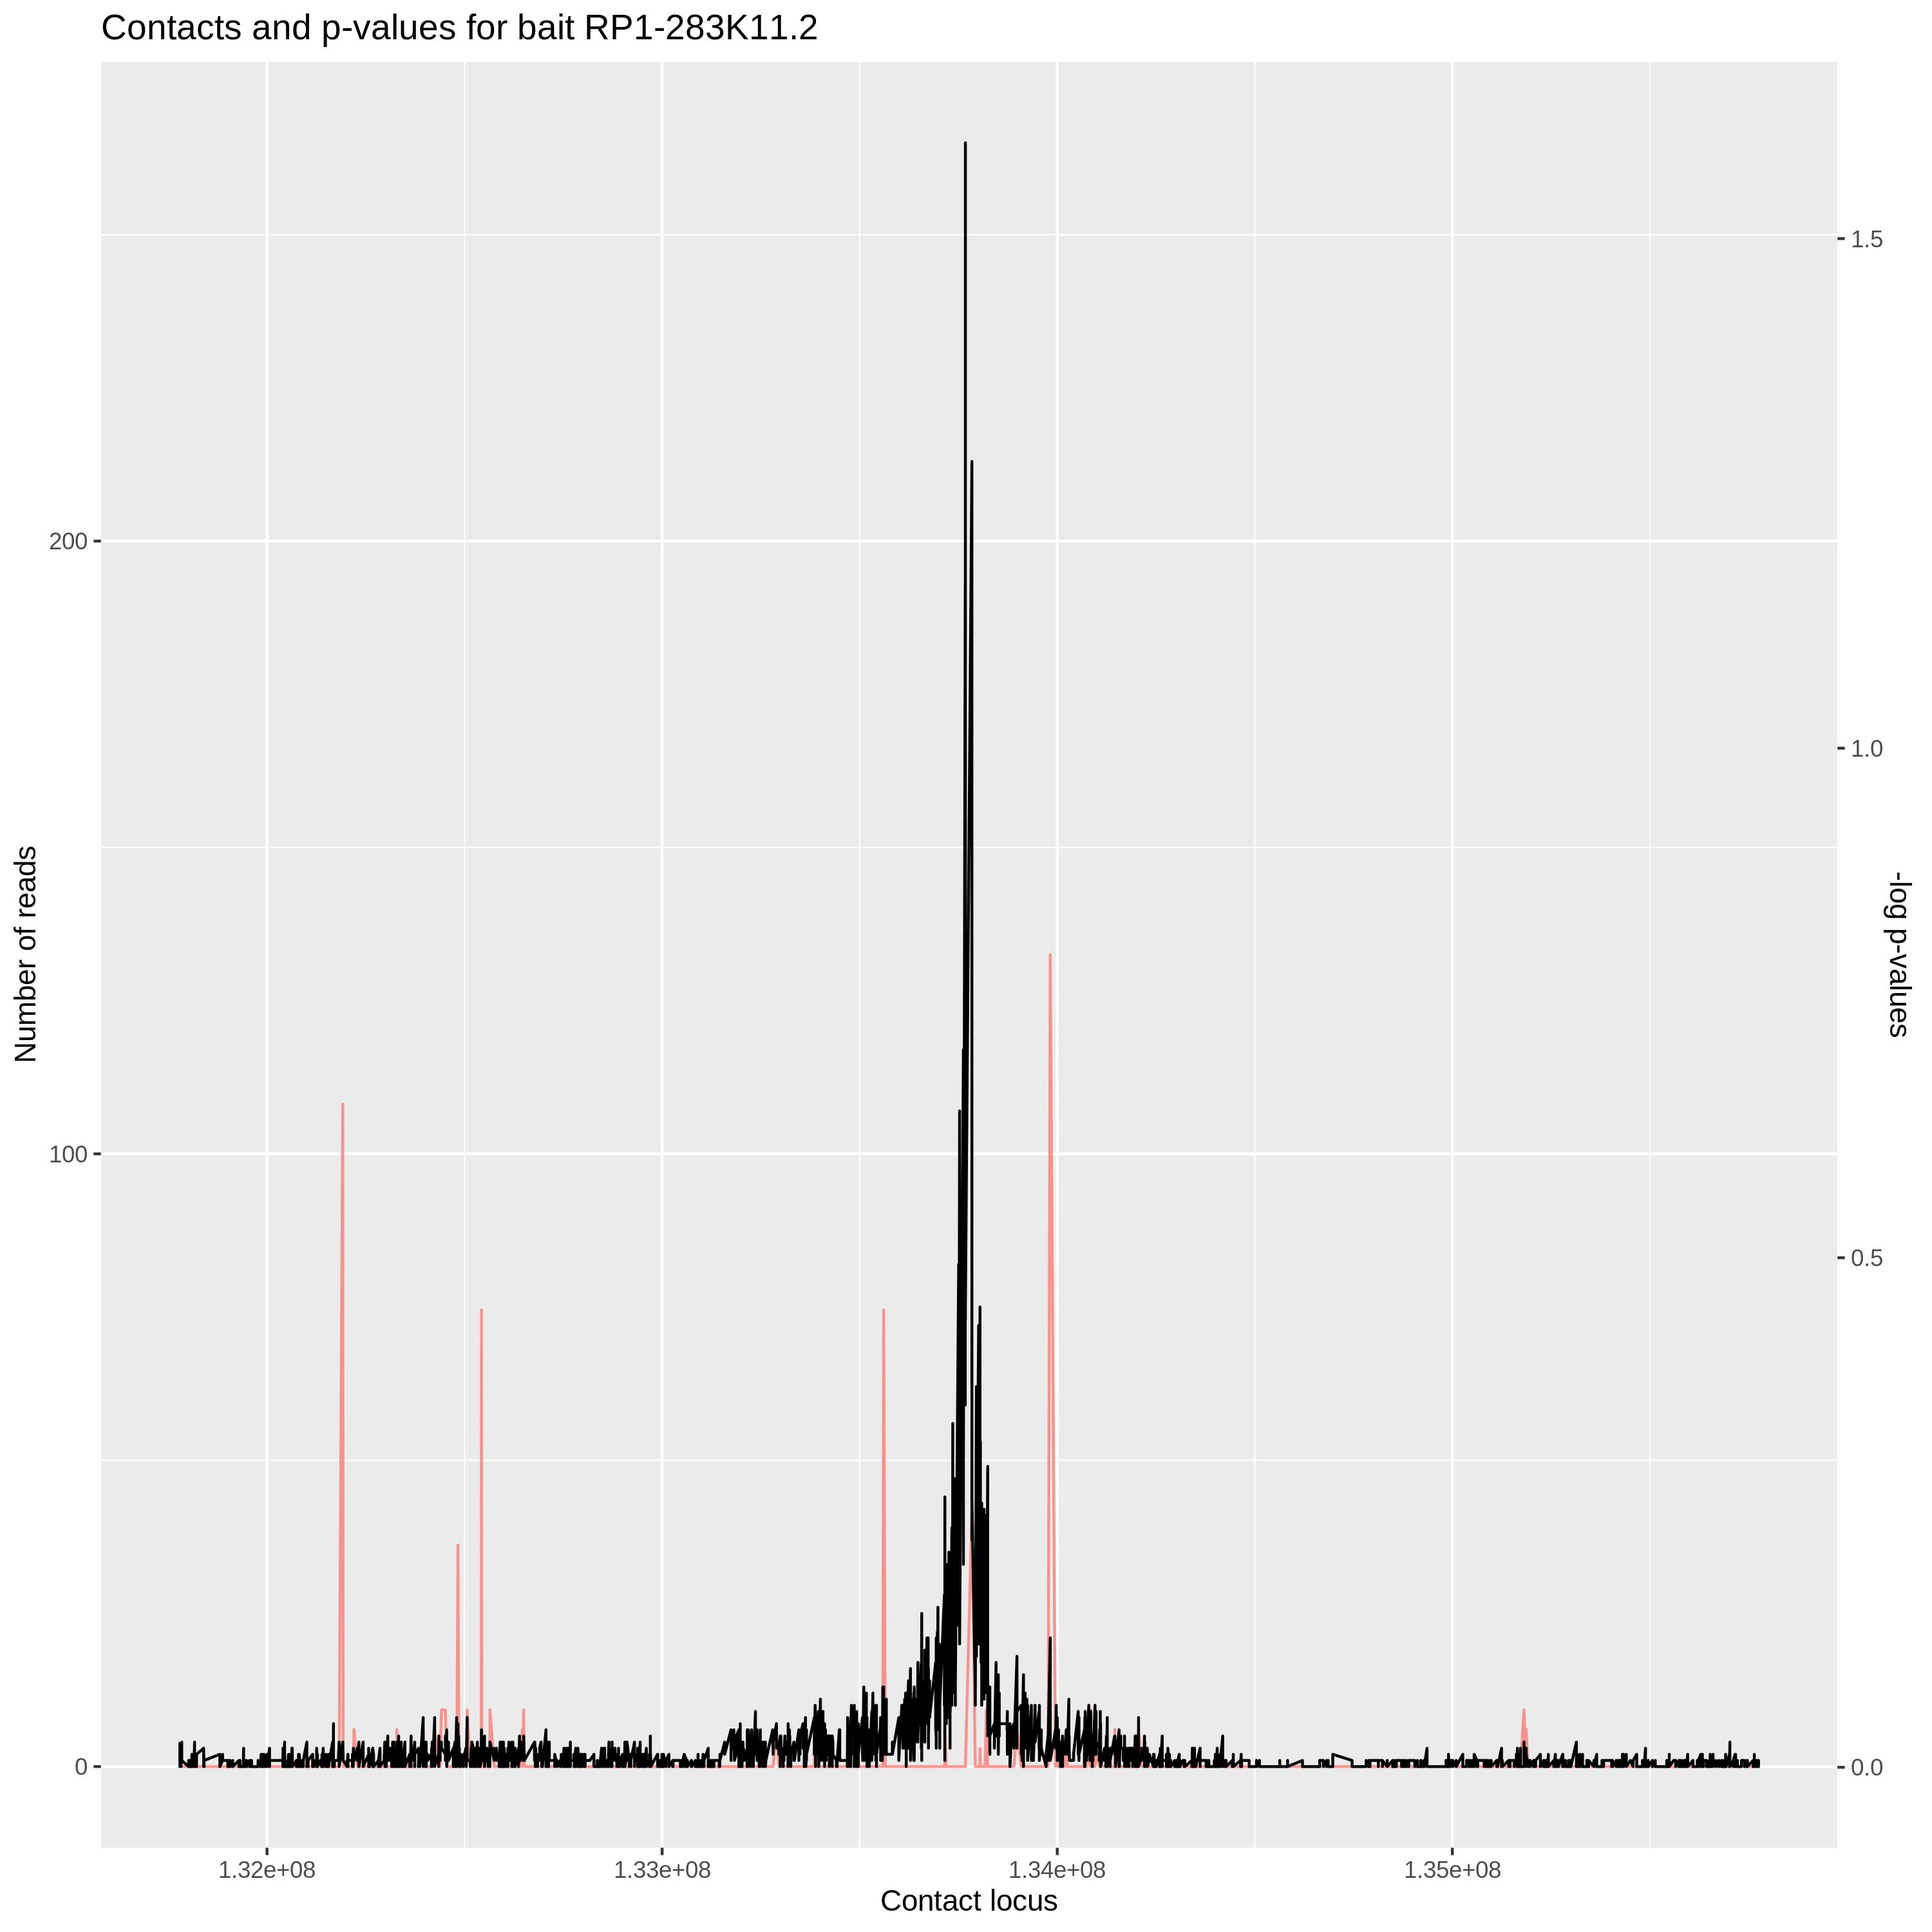 Contacts and p-values for bait RP1-283K11.2
Number of reads
200
100
0
1.5
1.0
0.5
0.0
-log p-values
1.32e+08 1.33e+08 1.34e+08 1.35e+08
Contact locus